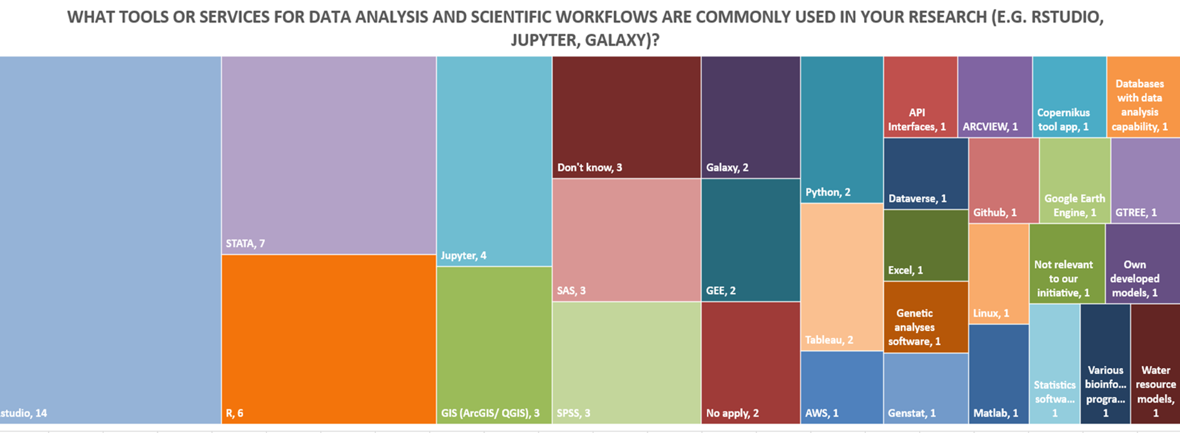 WHAT TOOLS OR SERVICES FOR DATA ANALYSIS AND SCIENTIFIC WORKFLOWS ARE COMMONLY USED IN YOUR RESEARCH (E.G. RSTUDIO,
JUPYTER, GALAXY)?
studio, 14
STATA, 7
R, 6
Jupyter, 4
GIS (ArcGIS/ QGIS), 3
Don't know, 3
SAS, 3
SPSS, 3
Galaxy, 2
GEE, 2
No apply, 2
Python, 2
Tableau, 2
AWS, 1
API
Interfaces, 1
ARCVIEW, 1
Copernikus
tool app, 1
Databases
with data
analysis
capability, 1
Dataverse, 1
Github, 1
Google Earth
Engine, 1
GTREE, 1
Excel, 1
Genetic
analyses
software, 1
Genstat, 1
Linux, 1
Matlab, 1
Not relevant
to our
initiative, 1
Own
developed
models, 1
Statistics
softwa...
1
Various
bioinfo...
progra...
1
Water
resource
models,
1